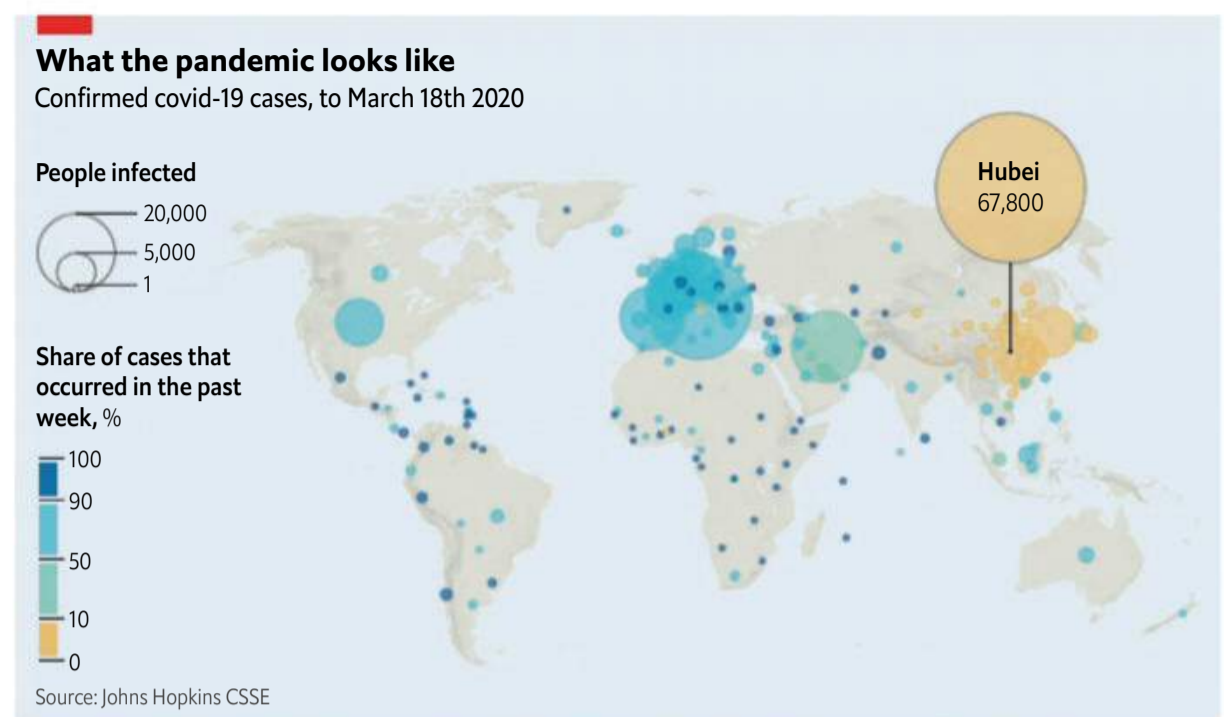 What the pandemic looks like
Confirmed covid-19 cases, to March 18th 2020
People infected
20,000
5,000
1
Hubei
67,800
Share of cases that
occurred in the past
week, %
100
90
50
10
0
Source: Johns Hopkins CSSE